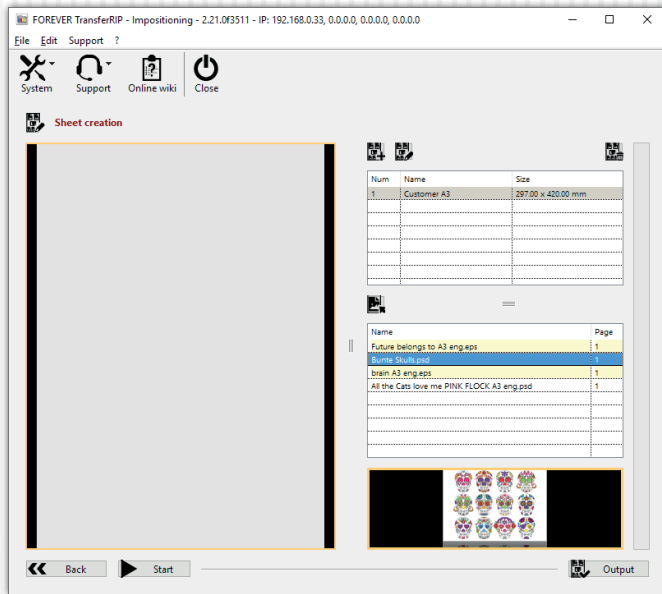 FOREVER TransferRIP - Impositioning - 2.21.0f3511 - IP: 192.168.0.33, 0.0.0.0, 0.0.0.0, 0.0.0.0
File Edit Support ?
System Support Online wiki Close
Sheet creation
Num Name Size
1 Customer A3 297.00 x 420.00 mm
Name Page
Future belongs to A3 eng.eps 1
Bunte Skulls.psd 1
brain A3 eng.eps 1
All the Cats love me PINK FLOCK A3 eng.psd 1
Back Start Output